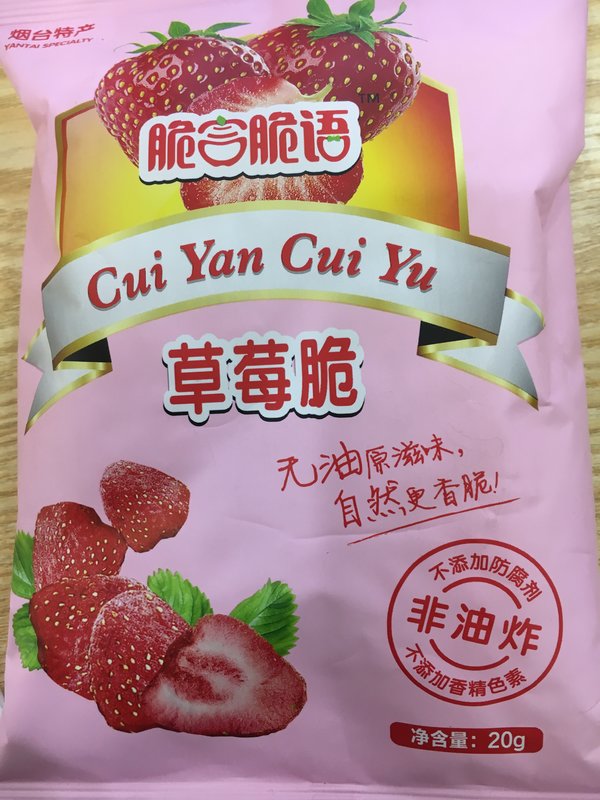 烟台特产
YANTAI SPECIALTY
TM
脆言脆语
Cui Yan Cui Yu
草莓脆
无油原滋味，
自然更香脆！
不添加防腐剂
非油炸
不添加香精色素
净含量：20g